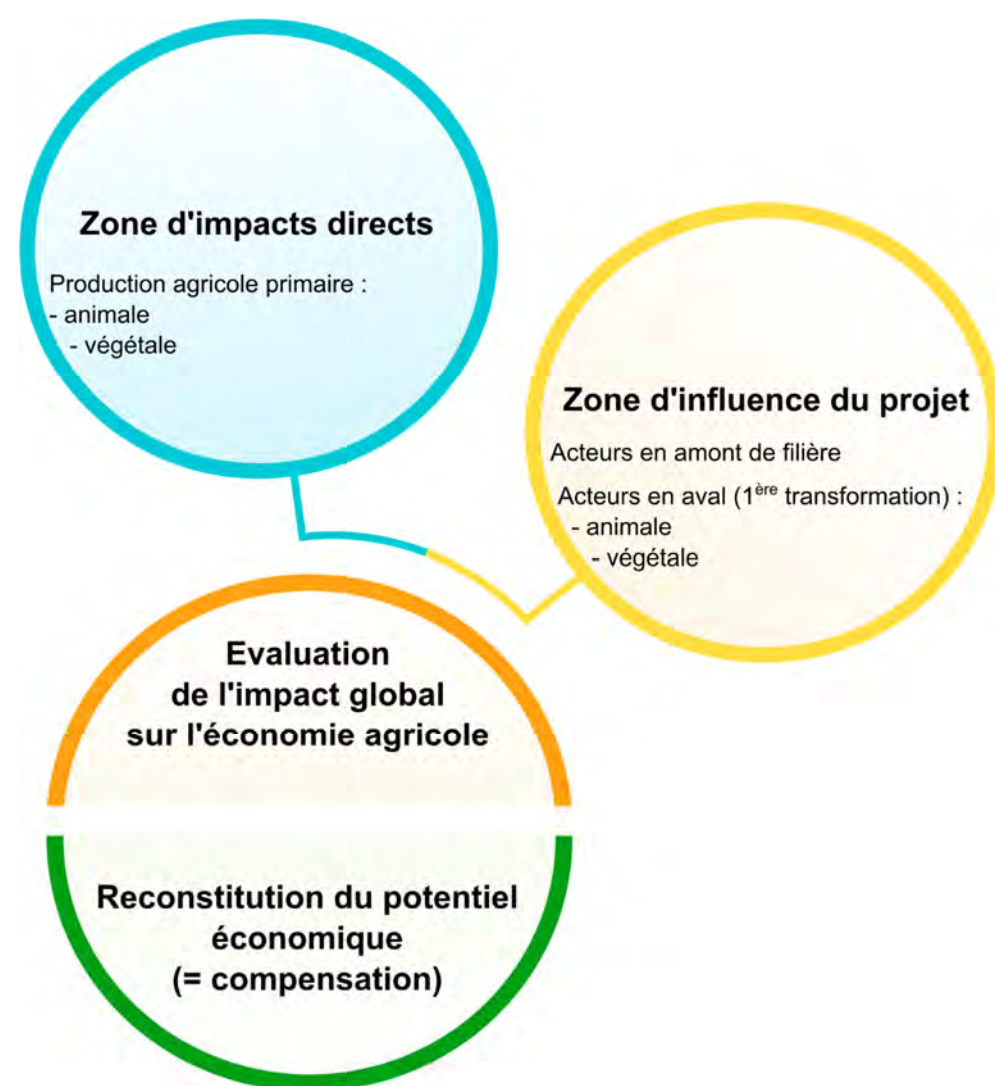 Zone d'impacts directs
Production agricole primaire :
- animale
- végétale
Zone d'influence du projet
Acteurs en amont de filière
Acteurs en aval (1ère transformation) :
- animale
- végétale
Evaluation
de l'impact global
sur l'économie agricole
Reconstitution du potentiel
économique
(= compensation)